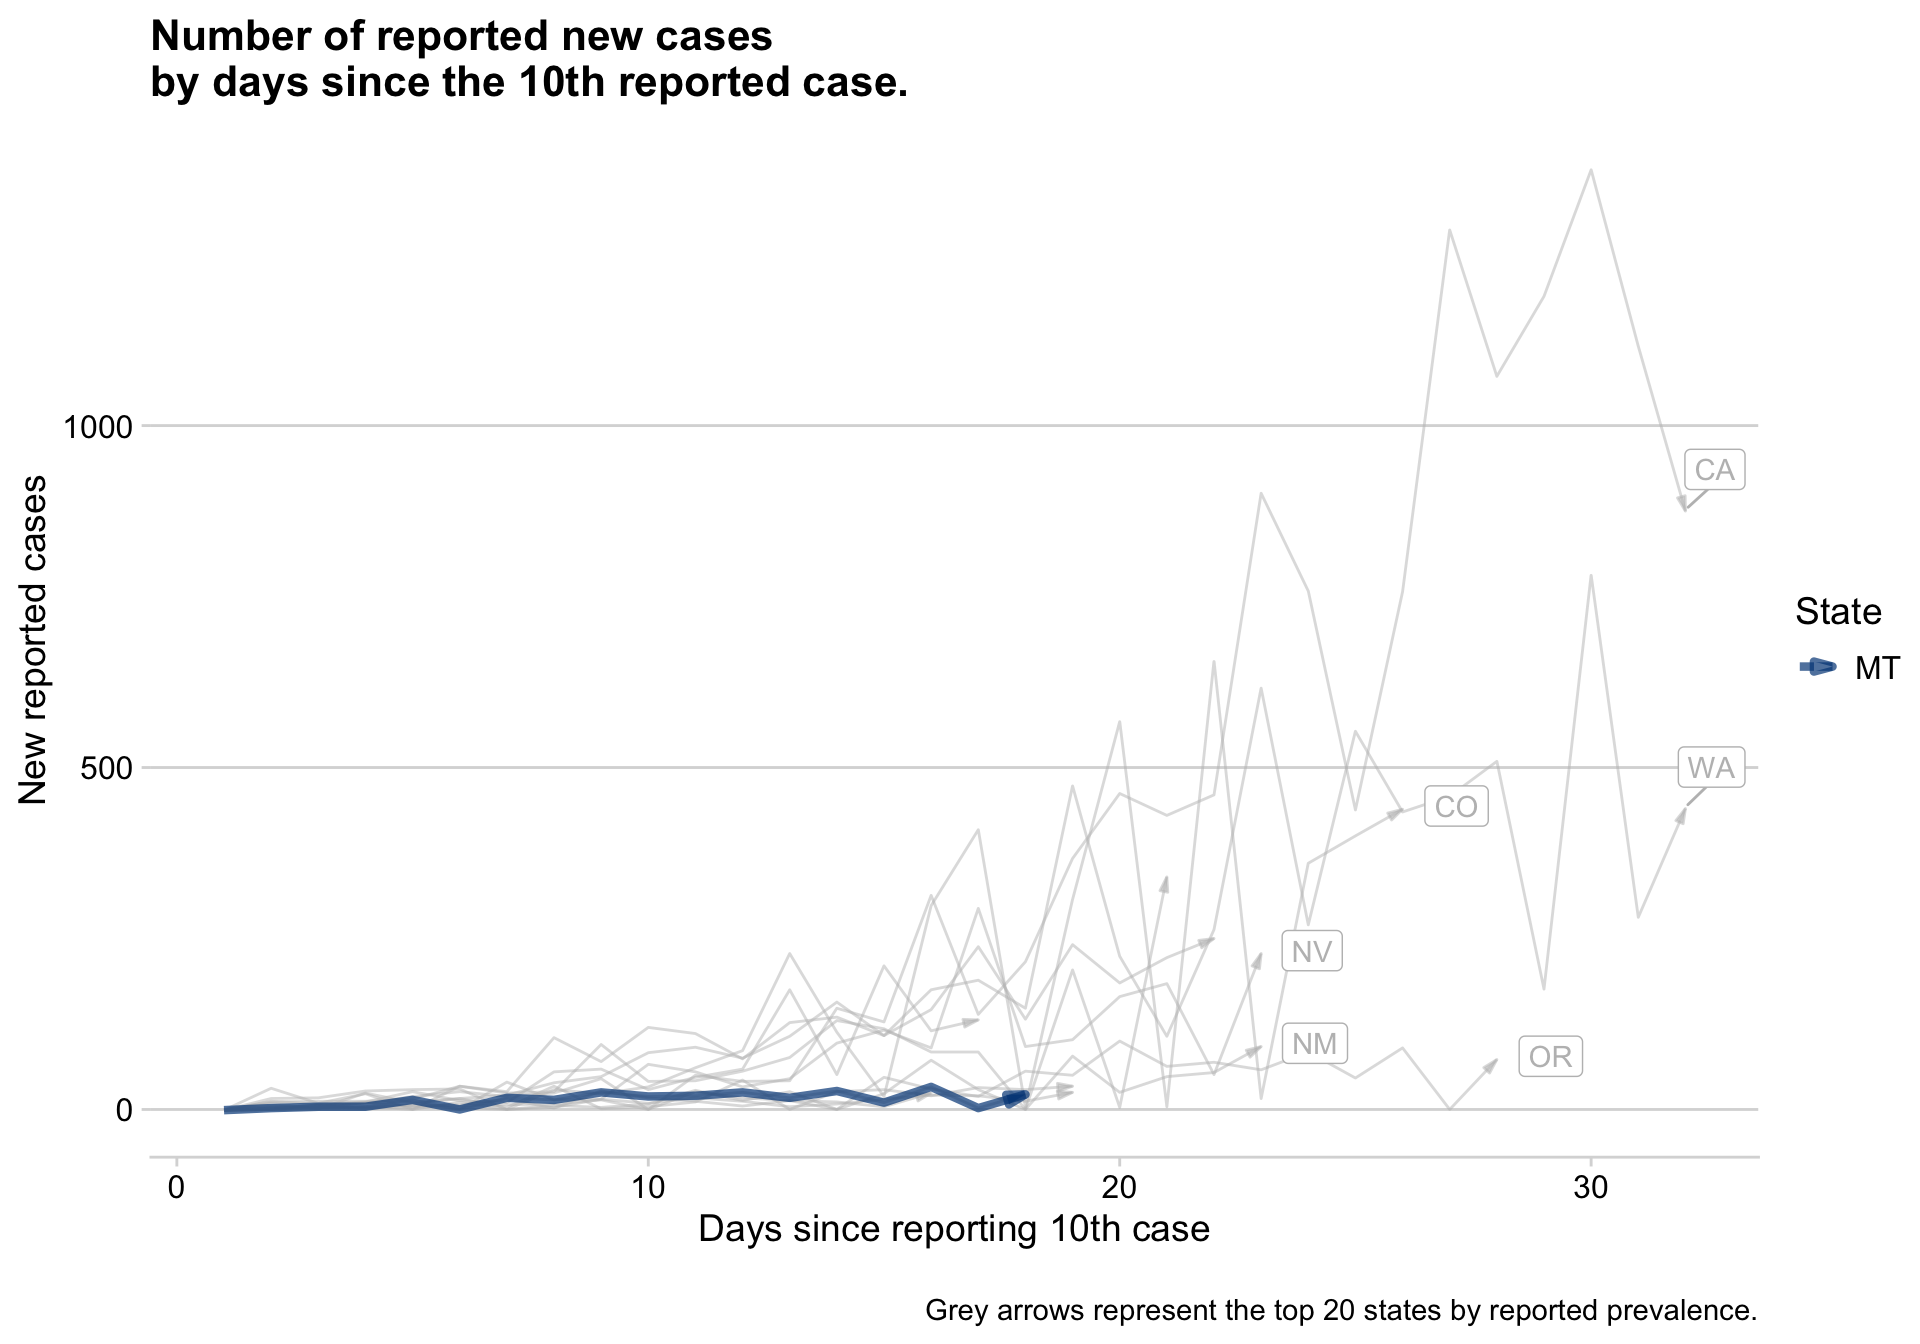 Number of reported new cases
by days since the 10th reported case.
1000
500
0
New reported cases
CA
WA
CO
NV
NM
OR
State
MT
0 10 20 30
Days since reporting 10th case
Grey arrows represent the top 20 states by reported prevalence.